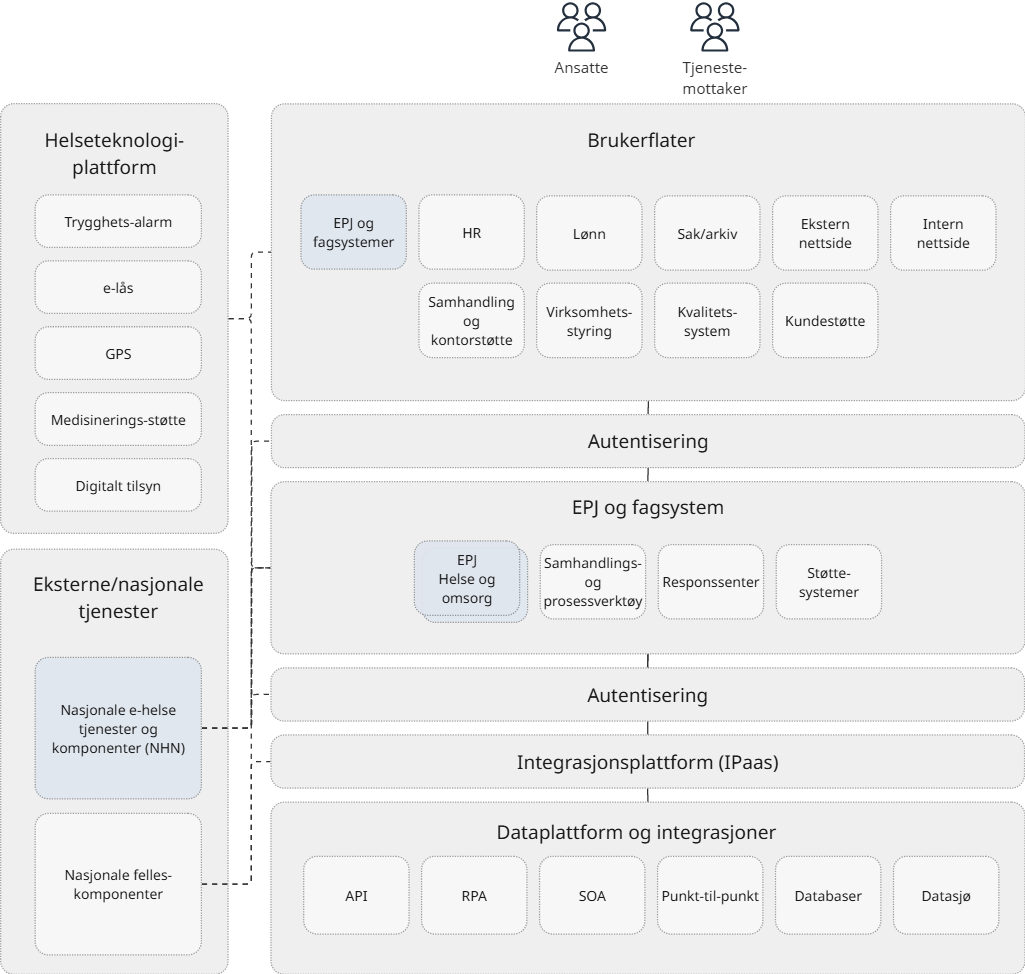 Ansatte
Tjeneste-
mottaker
Helseteknologi-
plattform
Trygghets-alarm
e-lås
GPS
Medisinerings-støtte
Digitalt tilsyn
Eksterne/nasjonale
tjenester
Nasjonale e-helse
tjenester og
komponenter (NHN)
Nasjonale felles-
komponenter
Brukerflater
EPJ og
fagsystemer
HR
Lønn
Sak/arkiv
Ekstern
nettside
Intern
nettside
Samhandling
og
kontorstøtte
Virksomhets-
styring
Kvalitets-
system
Kundestøtte
Autentisering
EPJ og fagsystem
EPJ
Helse og
omsorg
Samhandlings-
og
prosessverktøy
Responssenter
Støtte-
systemer
Autentisering
Integrasjonsplattform (IPaas)
Dataplattform og integrasjoner
API
RPA
SOA
Punkt-til-punkt
Databaser
Datasjø